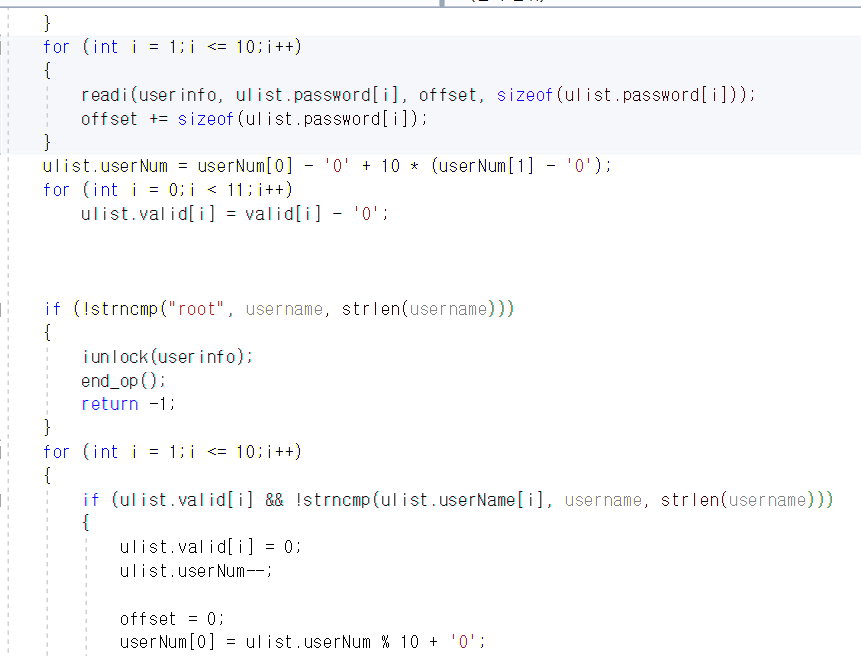 }
for (int i = 1;i <= 10;i++)
{
readi(userinfo, ulist.password[i], offset, sizeof(ulist.password[i]));
offset += sizeof(ulist.password[i]);
}
ulist.userNum = userNum[0] - '0' + 10 * (userNum[1] - '0');
for (int i = 0;i < 11;i++)
ulist.valid[i] = valid[i] - '0';
if (!strncmp("root", username, strlen(username)))
{
iunlock(userinfo);
end_op();
return -1;
}
for (int i = 1;i <= 10;i++)
{
if (ulist.valid[i] && !strncmp(ulist.userName[i], username, strlen(username)))
{
ulist.valid[i] = 0;
ulist.userNum--;
offset = 0;
userNum[0] = ulist.userNum % 10 + '0';